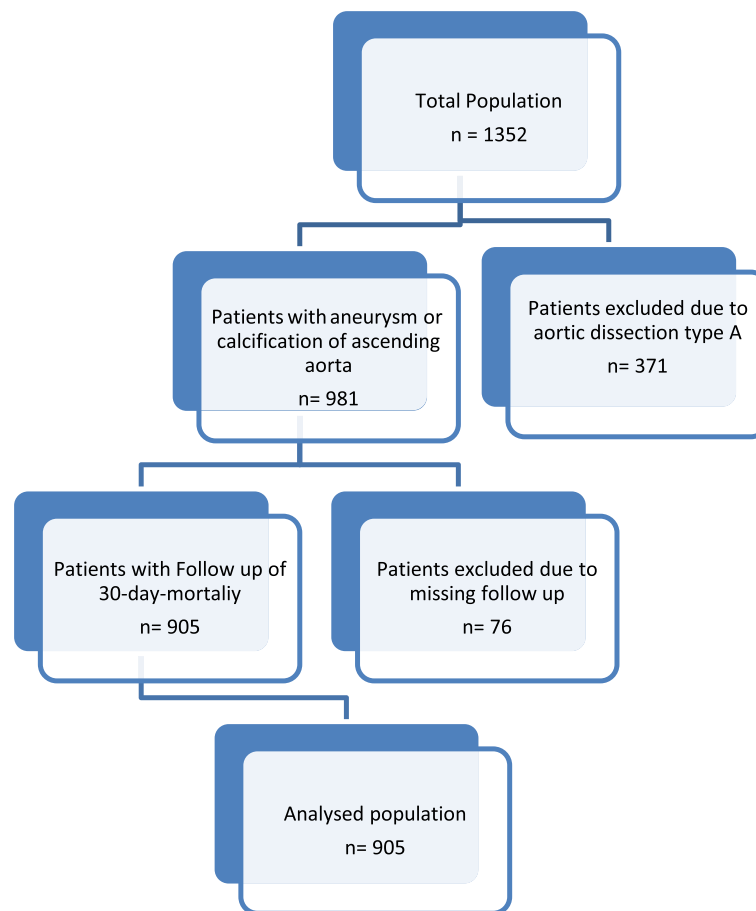 Total Population
n = 1352
Patients with aneurysm or
calcification of ascending
aorta
n= 981
Patients excluded due to
aortic dissection type A
n= 371
Patients with Follow up of
30-day-mortaliy
n= 905
Patients excluded due to
missing follow up
n= 76
Analysed population
n= 905